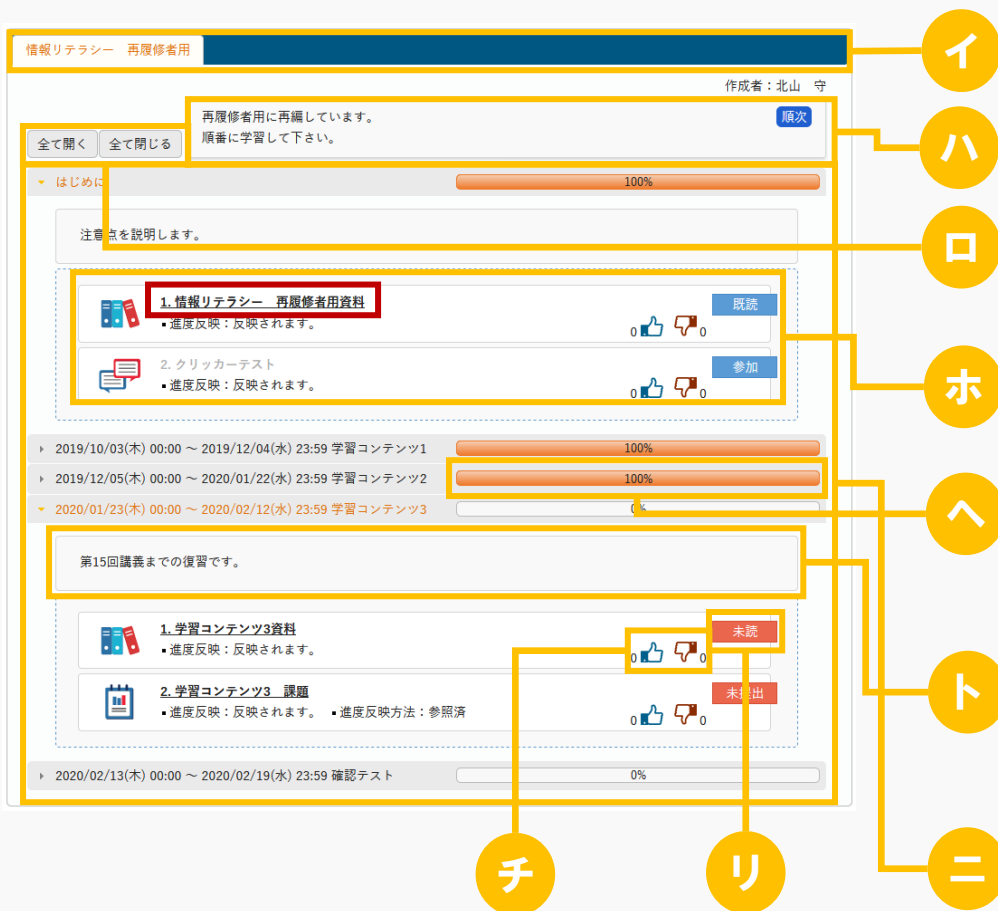 情報リテラシー　再履修者用
イ
作成者：北山　守
再履修者用に再編しています。
順番に学習して下さい。
順次
ハ
全て開く
全て閉じる
はじめに
100%
ロ
注意点を説明します。
1. 情報リテラシー　再履修者用資料
▪進度反映：反映されます。
既読
0 0
2. クリッカーテスト
▪進度反映：反映されます。
参加
0 0
ホ
2019/10/03(木) 00:00 ～ 2019/12/04(水) 23:59 学習コンテンツ1
100%
2019/12/05(木) 00:00 ～ 2020/01/22(水) 23:59 学習コンテンツ2
100%
2020/01/23(木) 00:00 ～ 2020/02/12(水) 23:59 学習コンテンツ3
0%
ヘ
第15回講義までの復習です。
1. 学習コンテンツ3資料
▪進度反映：反映されます。
未読
0 0
2. 学習コンテンツ3　課題
▪進度反映：反映されます。 ▪進度反映方法：参照済
未提出
0 0
ト
2020/02/13(木) 00:00 ～ 2020/02/19(水) 23:59 確認テスト
0%
チ
リ
ニ